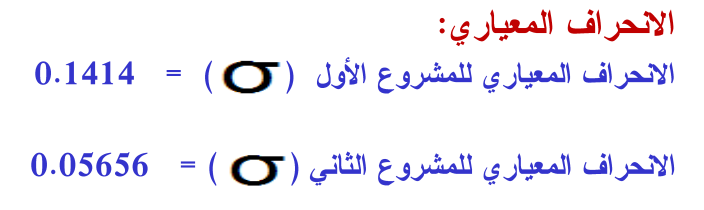 الانحراف المعياري:
الانحراف المعياري للمشروع الأول (σ) = 0.1414
الانحراف المعياري للمشروع الثاني (σ) = 0.05656